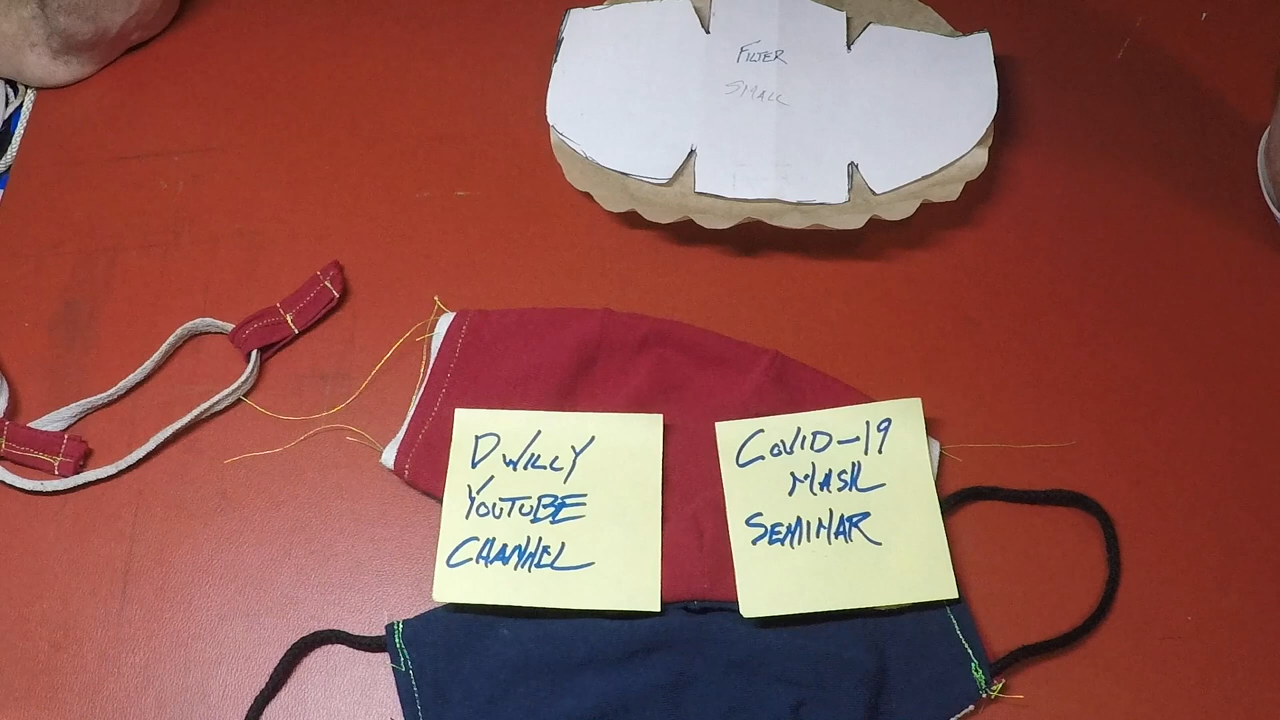 FILTER
SMALL
DWILLY
YOUTUBE
CHANNEL
COVID-19
MASK
SEMINAR